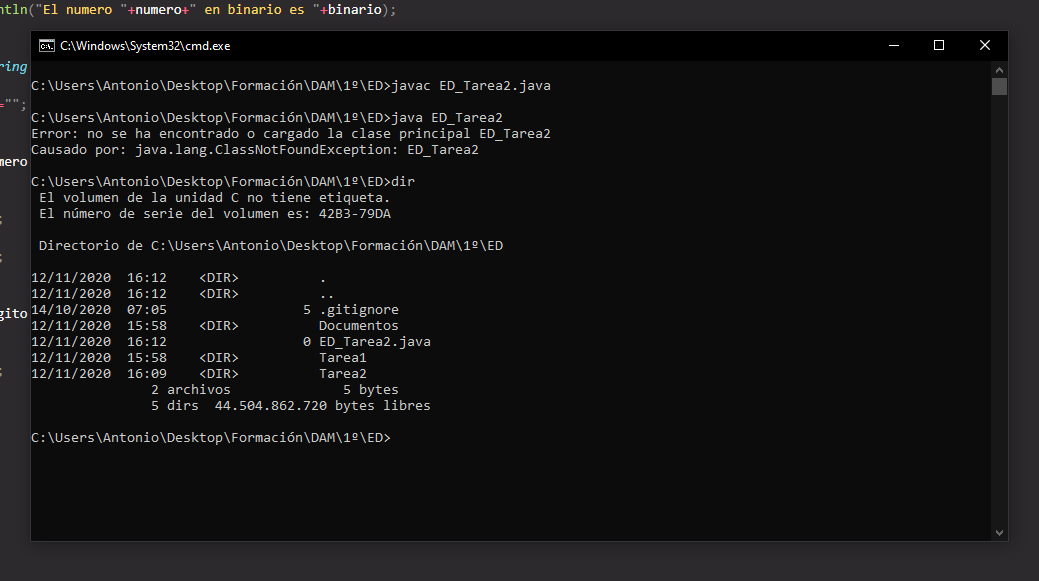 ntln("El numero "+numero+" en binario es "+binario);
C:\Windows\System32\cmd.exe
ring
C:\Users\Antonio\Desktop\Formación\DAM\1º\ED>javac ED_Tarea2.java
="";
C:\Users\Antonio\Desktop\Formación\DAM\1º\ED>java ED_Tarea2
Error: no se ha encontrado o cargado la clase principal ED_Tarea2
Causado por: java.lang.ClassNotFoundException: ED_Tarea2
mero
C:\Users\Antonio\Desktop\Formación\DAM\1º\ED>dir
El volumen de la unidad C no tiene etiqueta.
El número de serie del volumen es: 42B3-79DA
;
Directorio de C:\Users\Antonio\Desktop\Formación\DAM\1º\ED
;
12/11/2020  16:12    <DIR>          .
12/11/2020  16:12    <DIR>          ..
14/10/2020  07:05                 5 .gitignore
gito
12/11/2020  15:58    <DIR>          Documentos
12/11/2020  16:12                 0 ED_Tarea2.java
12/11/2020  15:58    <DIR>          Tarea1
12/11/2020  16:09    <DIR>          Tarea2
;
2 archivos              5 bytes
5 dirs  44.504.862.720 bytes libres
C:\Users\Antonio\Desktop\Formación\DAM\1º\ED>